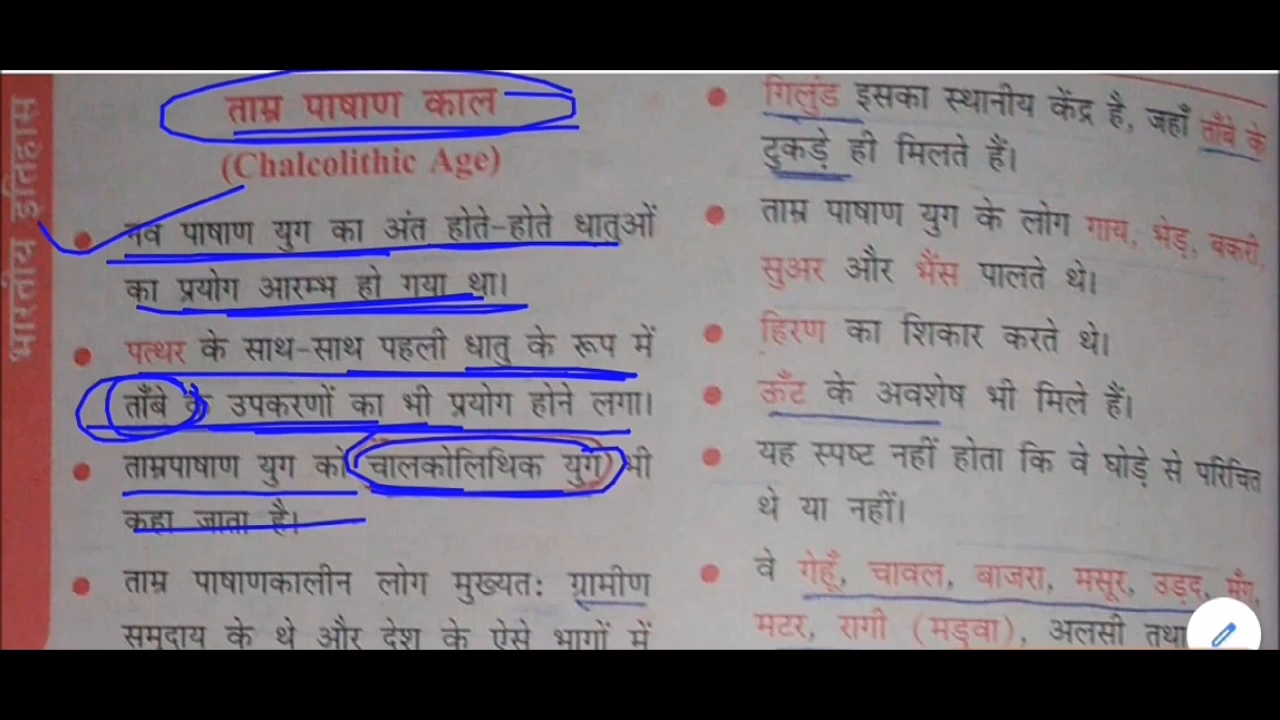 भारतीय इतिहास
ताम्र पाषाण काल
(Chalcolithic Age)
नव पाषाण युग का अंत होते-होते धातुओं
का प्रयोग आरम्भ हो गया था।
पत्थर के साथ-साथ पहली धातु के रूप में
ताँबे के उपकरणों का भी प्रयोग होने लगा।
ताम्रपाषाण युग को चालकोलिथिक युग भी
कहा जाता है।
ताम्र पाषाणकालीन लोग मुख्यतः ग्रामीण
समुदाय के थे और देश के ऐसे भागों में
गिलुंड इसका स्थानीय केंद्र है, जहाँ ताँबे के
टुकड़े ही मिलते हैं।
ताम्र पाषाण युग के लोग गाय, भेड़, बकरी,
सुअर और भैंस पालते थे।
हिरण का शिकार करते थे।
ऊँट के अवशेष भी मिले हैं।
यह स्पष्ट नहीं होता कि वे घोड़े से परिचित
थे या नहीं।
वे गेहूँ, चावल, बाजरा, मसूर, उड़द, मूँग,
मटर, रागी (मड़वा), अलसी तथा